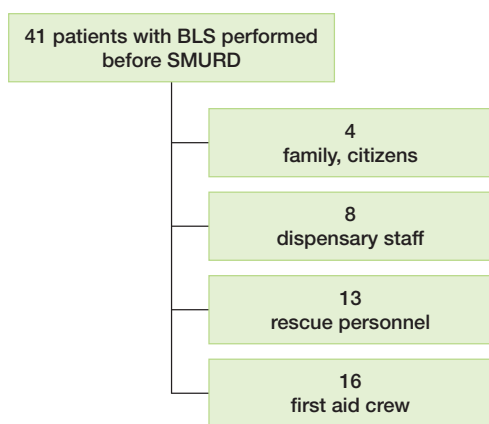 41 patients with BLS performed
before SMURD
4
family, citizens
8
dispensary staff
13
rescue personnel
16
first aid crew